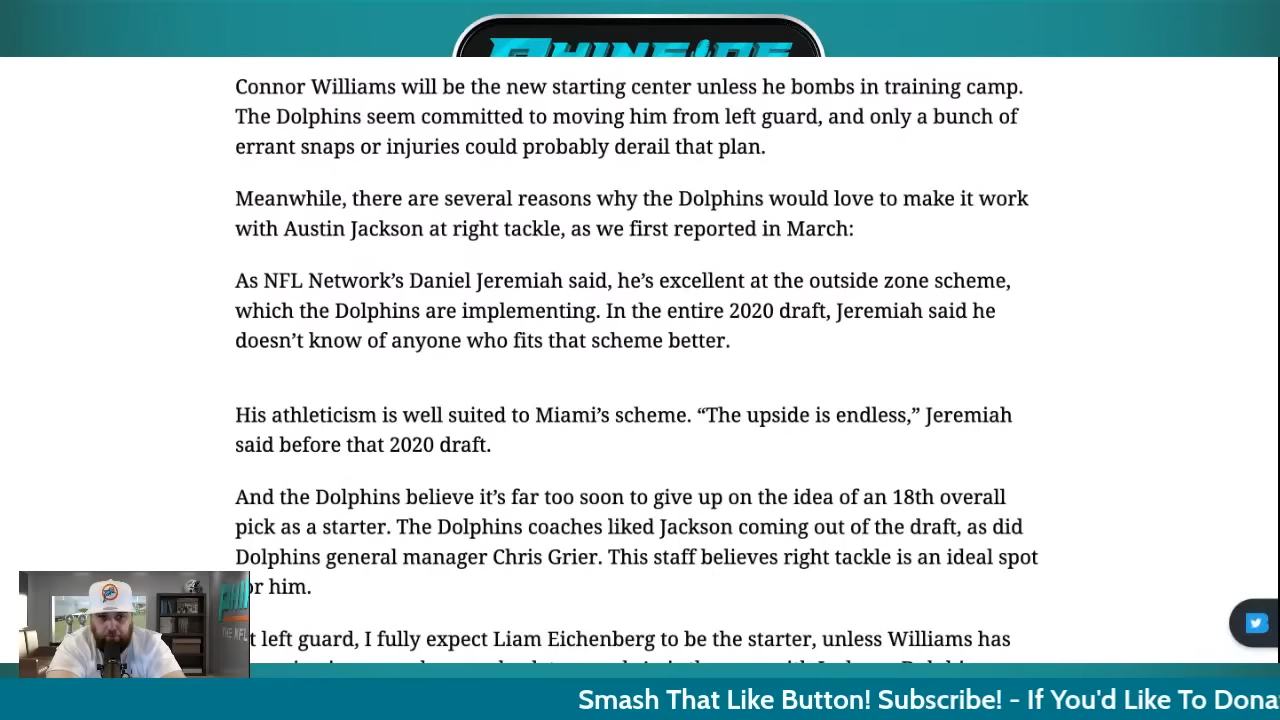 PHINSIDE
Connor Williams will be the new starting center unless he bombs in training camp.
The Dolphins seem committed to moving him from left guard, and only a bunch of
errant snaps or injuries could probably derail that plan.
Meanwhile, there are several reasons why the Dolphins would love to make it work
with Austin Jackson at right tackle, as we first reported in March:
As NFL Network’s Daniel Jeremiah said, he’s excellent at the outside zone scheme,
which the Dolphins are implementing. In the entire 2020 draft, Jeremiah said he
doesn’t know of anyone who fits that scheme better.
His athleticism is well suited to Miami’s scheme. “The upside is endless,” Jeremiah
said before that 2020 draft.
And the Dolphins believe it’s far too soon to give up on the idea of an 18th overall
pick as a starter. The Dolphins coaches liked Jackson coming out of the draft, as did
Dolphins general manager Chris Grier. This staff believes right tackle is an ideal spot
or him.
t left guard, I fully expect Liam Eichenberg to be the starter, unless Williams has
Smash That Like Button! Subscribe! - If You'd Like To Dona